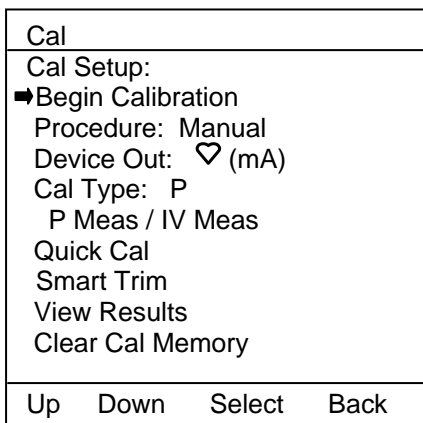 Cal
Cal Setup:
➡Begin Calibration
Procedure: Manual
Device Out: ♡ (mA)
Cal Type: P
P Meas / IV Meas
Quick Cal
Smart Trim
View Results
Clear Cal Memory
Up Down Select Back